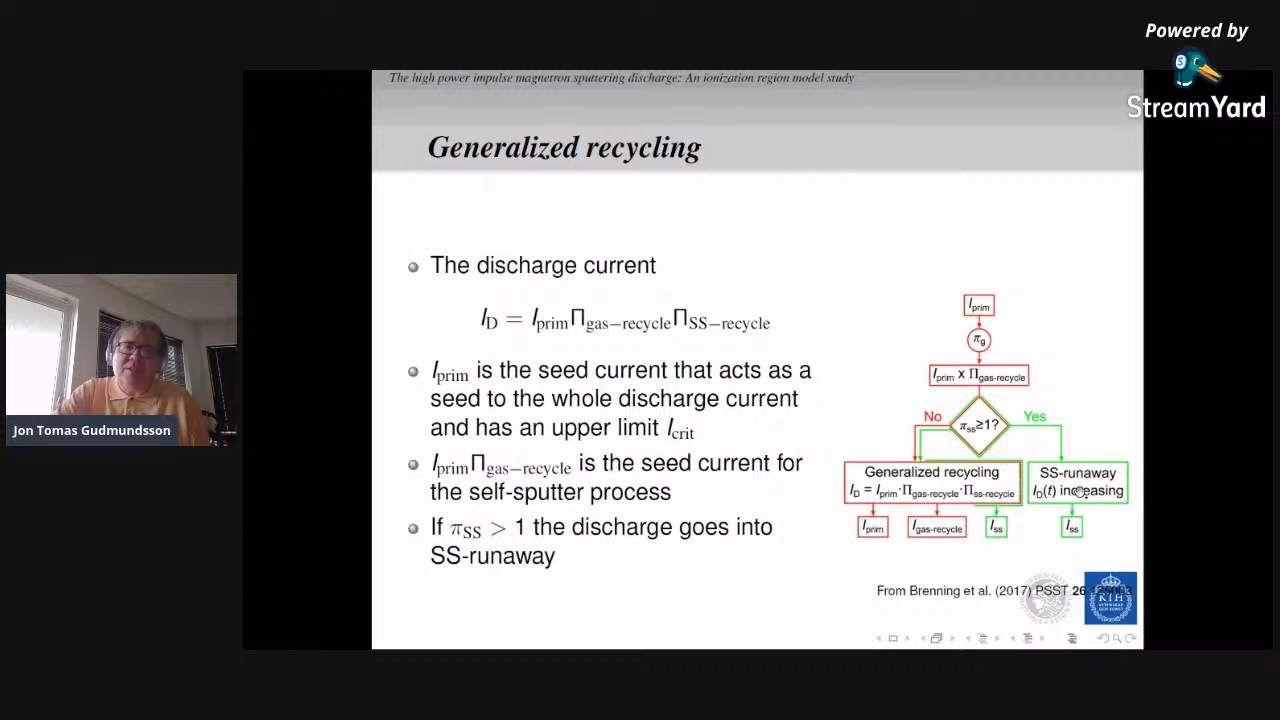 Powered by
StreamYard
The high power impulse magnetron sputtering discharge: An ionization region model study
Generalized recycling
The discharge current
I_D = I_prim Π_gas−recycle Π_SS−recycle
I_prim is the seed current that acts as a
seed to the whole discharge current
and has an upper limit I_crit
I_prim Π_gas−recycle is the seed current for
the self-sputter process
If π_SS > 1 the discharge goes into
SS-runaway
I_prim
π_g
I_prim x Π_gas-recycle
No
π_ss≥1?
Yes
Generalized recycling
I_D = I_prim·Π_gas-recycle·Π_ss-recycle
SS-runaway
I_D(t) increasing
I_prim
I_gas-recycle
I_ss
I_ss
From Brenning et al. (2017) PSST 26
KTH
Jon Tomas Gudmundsson